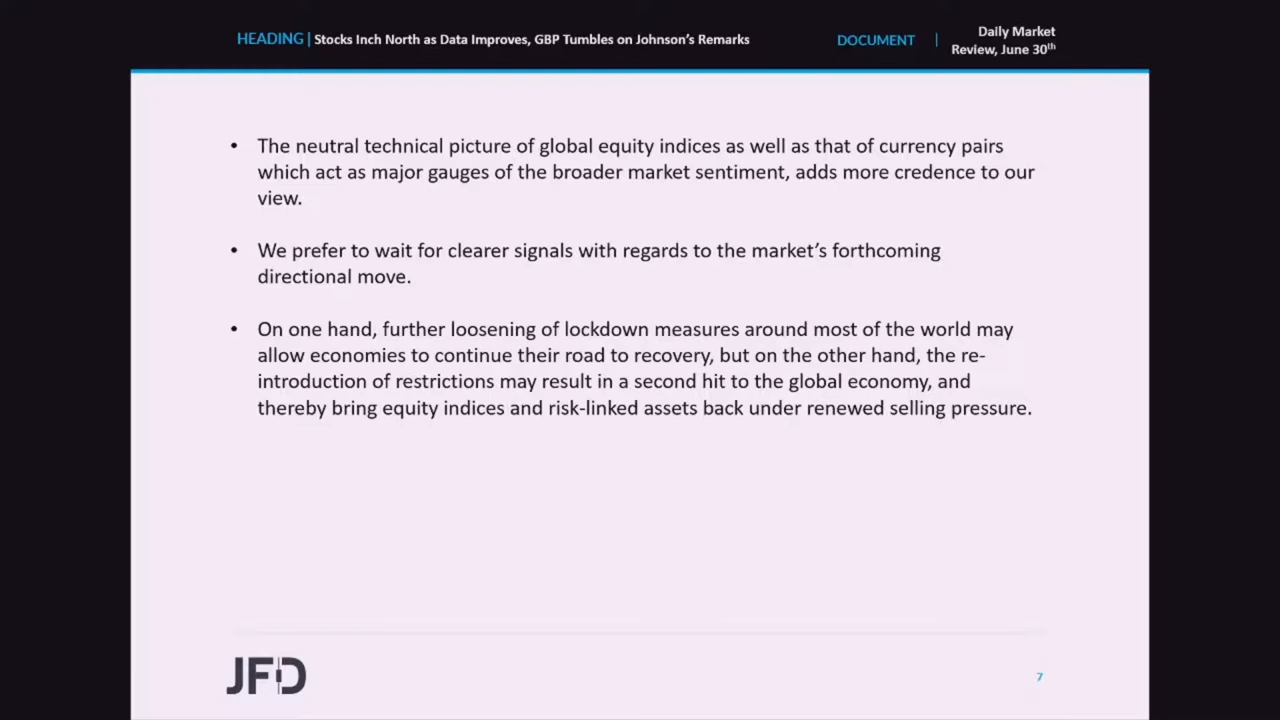 HEADING | Stocks Inch North as Data Improves, GBP Tumbles on Johnson’s Remarks
DOCUMENT |
Daily Market
Review, June 30th
• The neutral technical picture of global equity indices as well as that of currency pairs
which act as major gauges of the broader market sentiment, adds more credence to our
view.
• We prefer to wait for clearer signals with regards to the market’s forthcoming
directional move.
• On one hand, further loosening of lockdown measures around most of the world may
allow economies to continue their road to recovery, but on the other hand, the re-
introduction of restrictions may result in a second hit to the global economy, and
thereby bring equity indices and risk-linked assets back under renewed selling pressure.
JFD
7